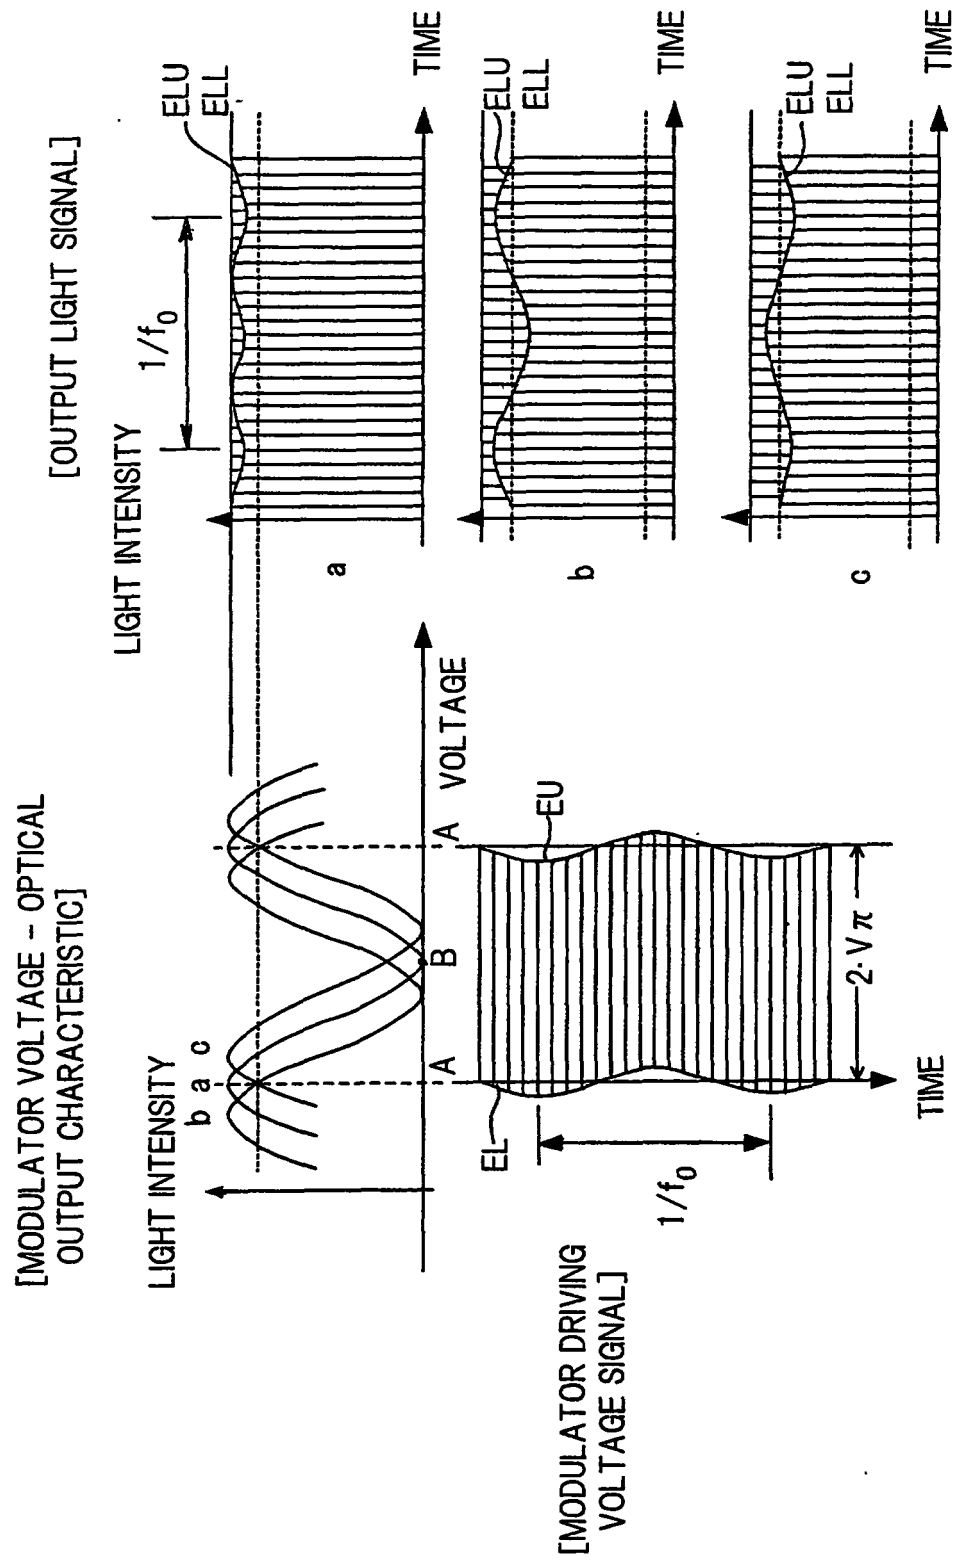 [MODULATOR VOLTAGE – OPTICAL
OUTPUT CHARACTERISTIC]
LIGHT INTENSITY
b a c
A
B
A
VOLTAGE
[OUTPUT LIGHT SIGNAL]
LIGHT INTENSITY
1/f0
ELU
ELL
TIME
a
ELU
ELL
TIME
b
ELU
ELL
TIME
c
[MODULATOR DRIVING
VOLTAGE SIGNAL]
EL
EU
1/f0
2·Vπ
TIME